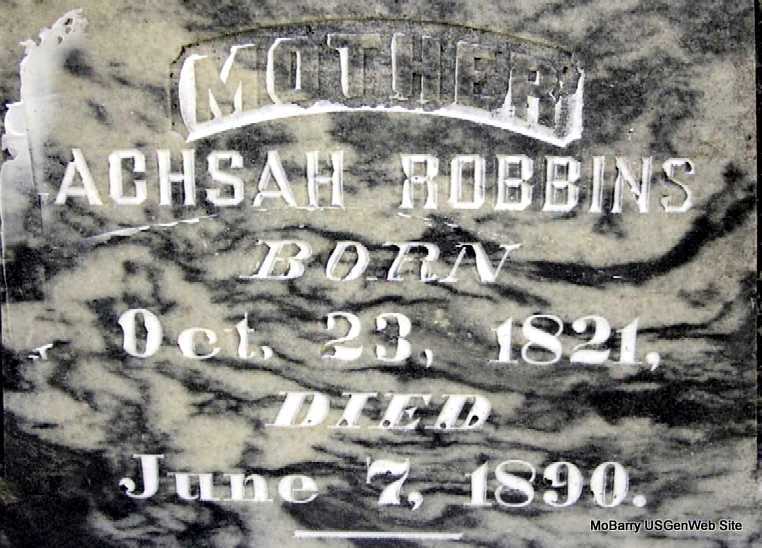 MOTHER
ACHSAH ROBBINS
BORN
Oct. 23, 1821,
DIED
June 7, 1890.
MoBarry USGenWeb Site